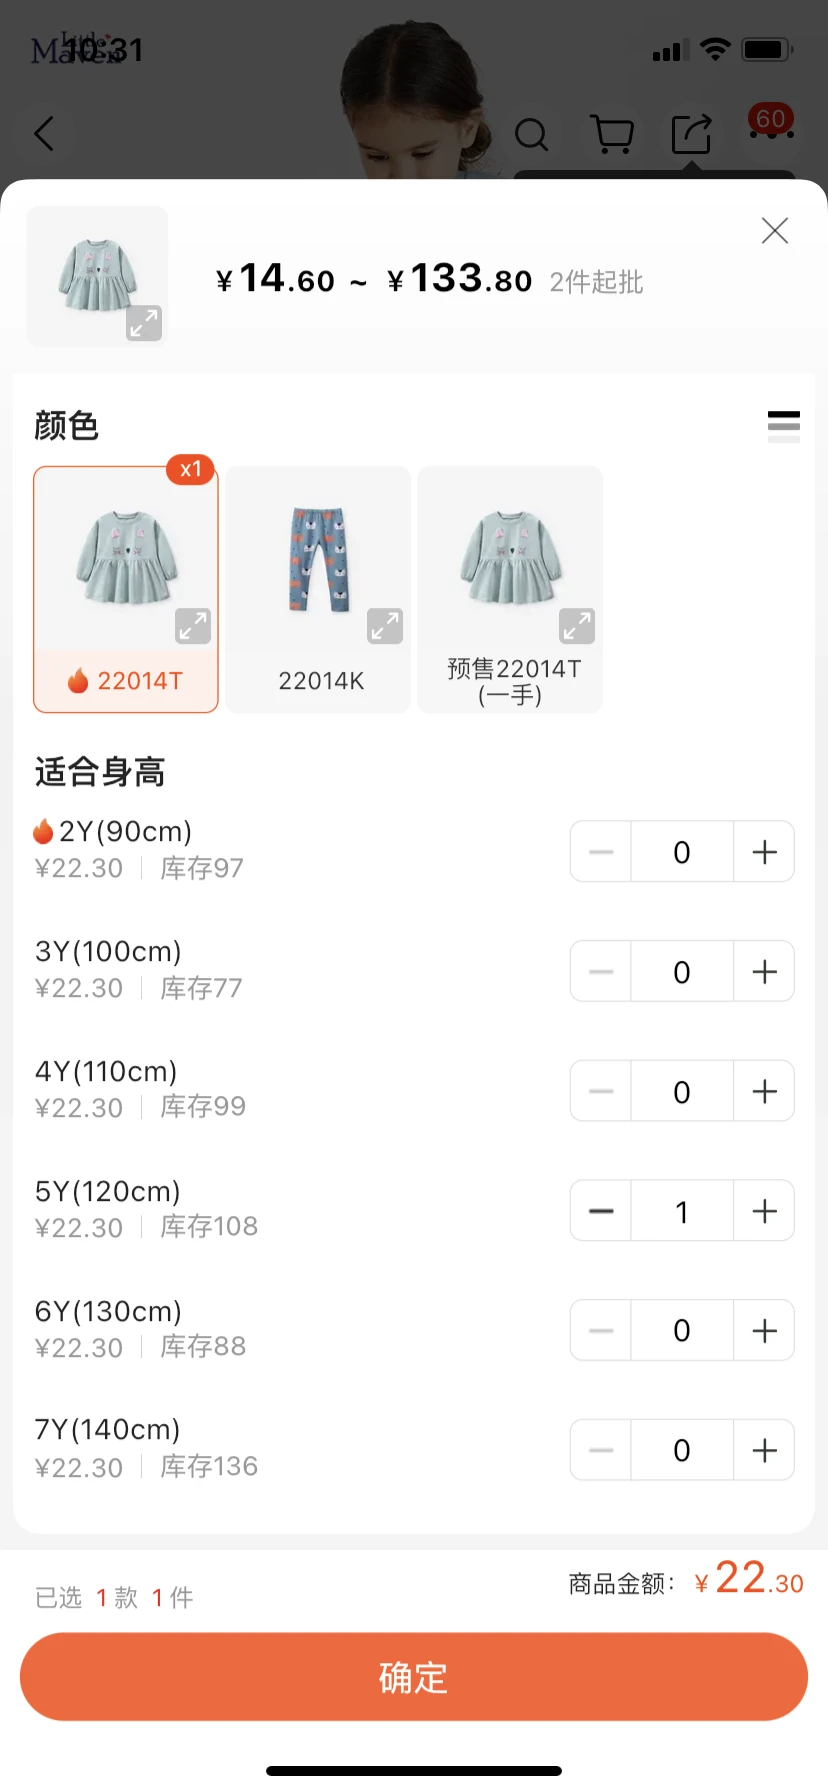 Little
Maven
10:31
60
¥14.60 ~ ¥133.80 2件起批
颜色
x1
22014T
22014K
预售22014T
(一手)
适合身高
2Y(90cm)
¥22.30 库存97
0
3Y(100cm)
¥22.30 库存77
0
4Y(110cm)
¥22.30 库存99
0
5Y(120cm)
¥22.30 库存108
1
6Y(130cm)
¥22.30 库存88
0
7Y(140cm)
¥22.30 库存136
0
已选 1 款 1 件
商品金额: ¥22.30
确定